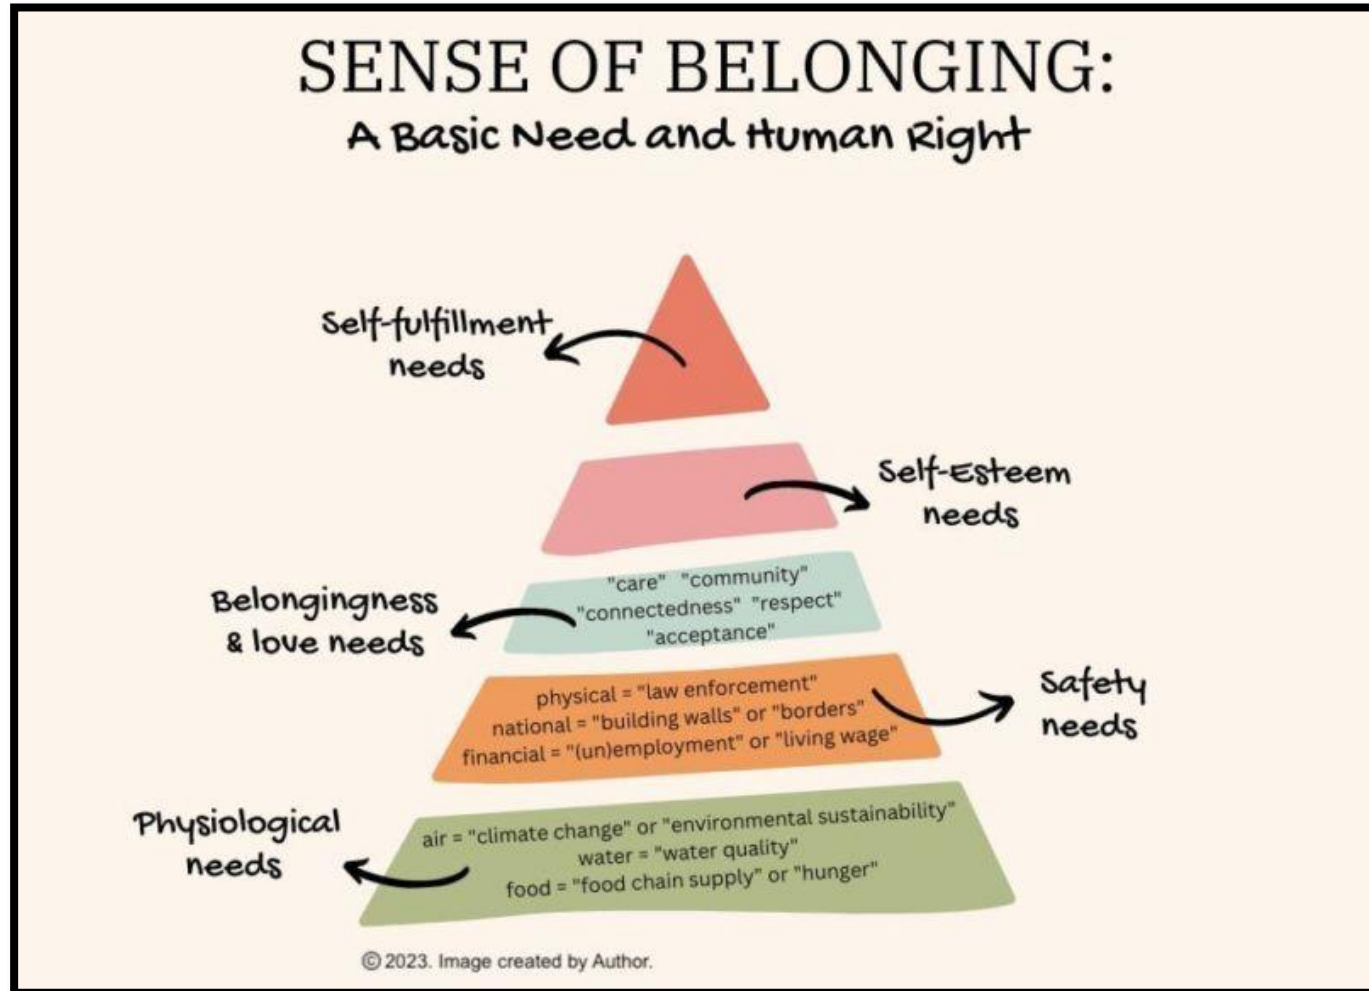 SENSE OF BELONGING:
A Basic Need and Human Right
Self-fulfillment
needs
Self-Esteem
needs
"care" "community"
"connectedness" "respect"
"acceptance"
Belongingness
& love needs
physical = "law enforcement"
national = "building walls" or "borders"
financial = "(un)employment" or "living wage"
Safety
needs
Physiological
needs
air = "climate change" or "environmental sustainability"
water = "water quality"
food = "food chain supply" or "hunger"
© 2023. Image created by Author.